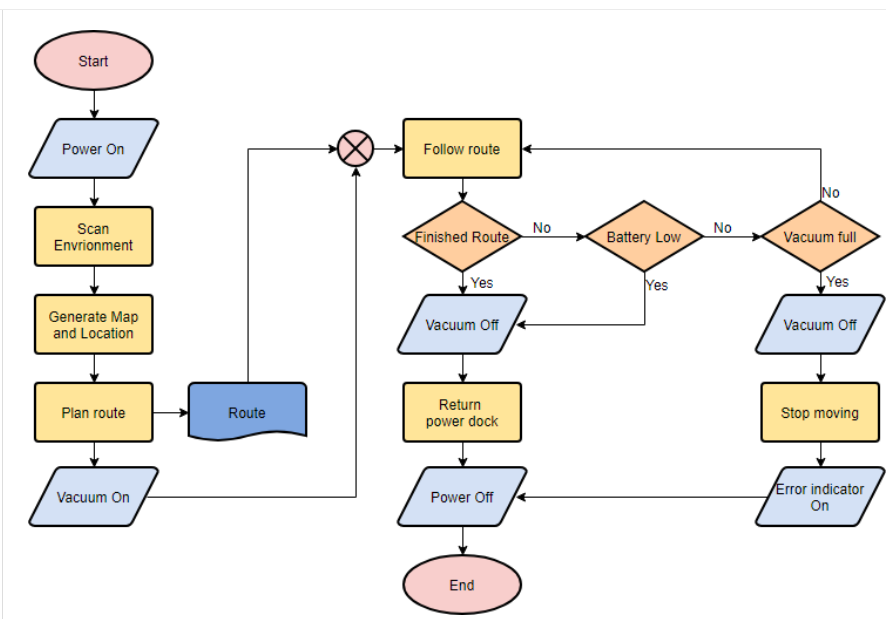 Start
Power On
Scan
Envrionment
Generate Map
and Location
Plan route
Route
Vacuum On
Follow route
Finished Route
No
Battery Low
No
Vacuum full
No
Yes
Yes
Yes
Vacuum Off
Vacuum Off
Return
power dock
Stop moving
Power Off
Error indicator
On
End